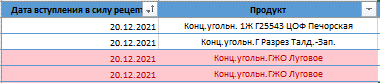 Дата вступления в силу рецепт Продукт
20.12.2021 Конц.угольн. 1Ж Г25543 ЦОФ Печорская
20.12.2021 Конц.угольн.Г Разрез Талд.-Зап.
20.12.2021 Конц.угольн.ГЖО Луговое
20.12.2021 Конц.угольн.ГЖО Луговое